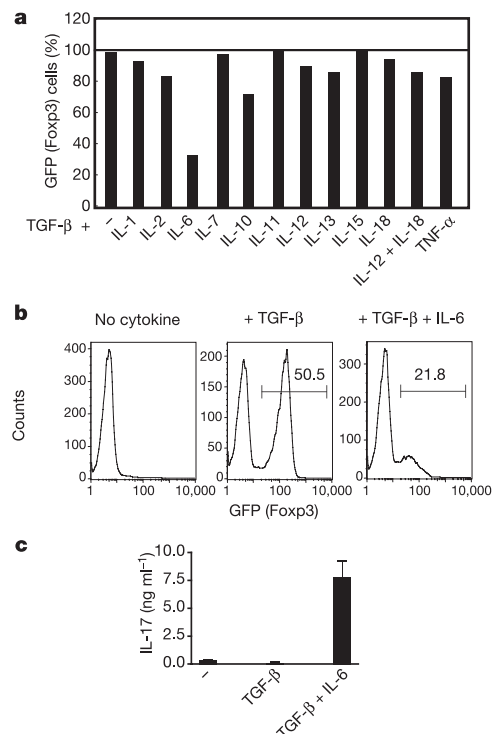 a
GFP (Foxp3) cells (%)
120
100
80
60
40
20
0
TGF-β +
–
IL-1
IL-2
IL-6
IL-7
IL-10
IL-11
IL-12
IL-13
IL-15
IL-18
IL-12 + IL-18
TNF-α
b
No cytokine
+ TGF-β
+ TGF-β + IL-6
Counts
400
300
200
100
0
1 100 10,000
200
150
100
50
0
50.5
1 100 10,000
300
200
100
0
21.8
1 100 10,000
GFP (Foxp3)
c
IL-17 (ng ml⁻¹)
10.0
7.5
5.0
2.5
0.0
–
TGF-β
TGF-β + IL-6